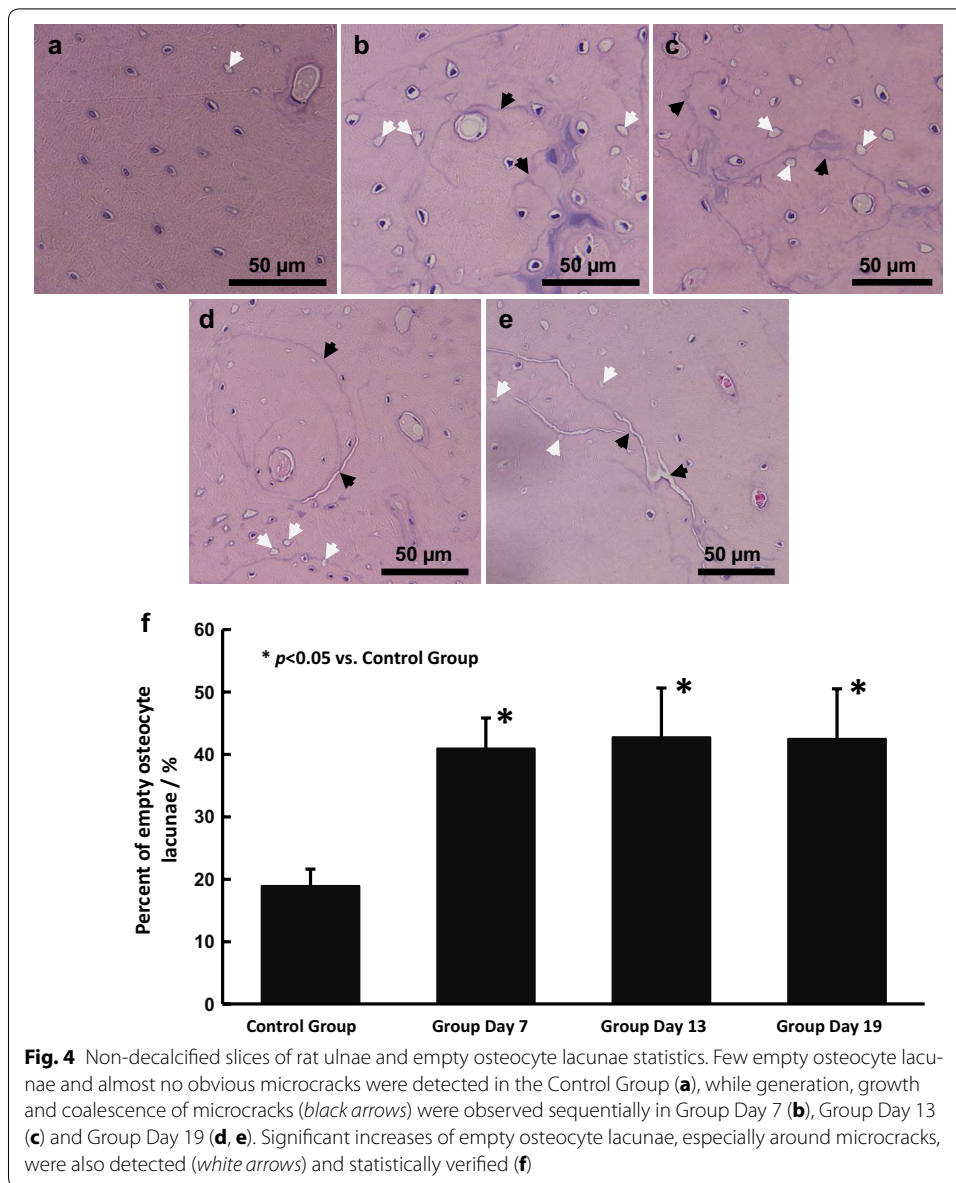 a
b
c
50 µm
50 µm
50 µm
d
e
50 µm
50 µm
f
60
50
40
30
20
10
0
Percent of empty osteocyte
lacunae / %
* p<0.05 vs. Control Group
*
*
*
Control Group
Group Day 7
Group Day 13
Group Day 19
Fig. 4 Non-decalcified slices of rat ulnae and empty osteocyte lacunae statistics. Few empty osteocyte lacu-
nae and almost no obvious microcracks were detected in the Control Group (a), while generation, growth
and coalescence of microcracks (black arrows) were observed sequentially in Group Day 7 (b), Group Day 13
(c) and Group Day 19 (d, e). Significant increases of empty osteocyte lacunae, especially around microcracks,
were also detected (white arrows) and statistically verified (f)